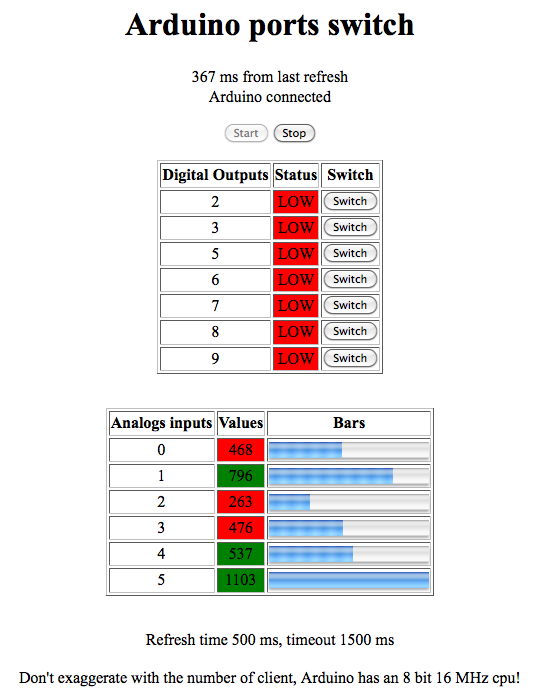 Arduino ports switch
367 ms from last refresh
Arduino connected
Start Stop
Digital Outputs Status Switch
2 LOW Switch
3 LOW Switch
5 LOW Switch
6 LOW Switch
7 LOW Switch
8 LOW Switch
9 LOW Switch
Analogs inputs Values Bars
0 468
1 796
2 263
3 476
4 537
5 1103
Refresh time 500 ms, timeout 1500 ms
Don't exaggerate with the number of client, Arduino has an 8 bit 16 MHz cpu!